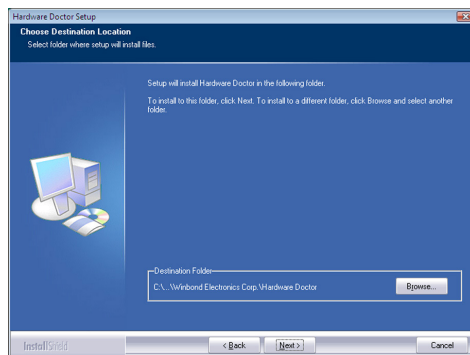 Hardware Doctor Setup
Choose Destination Location
Select folder where setup will install files.
Setup will install Hardware Doctor in the following folder.
To install to this folder, click Next. To install to a different folder, click Browse and select another
folder.
Destination Folder
C:\...\Winbond Electronics Corp.\Hardware Doctor
Browse...
InstallShield
< Back
Next >
Cancel